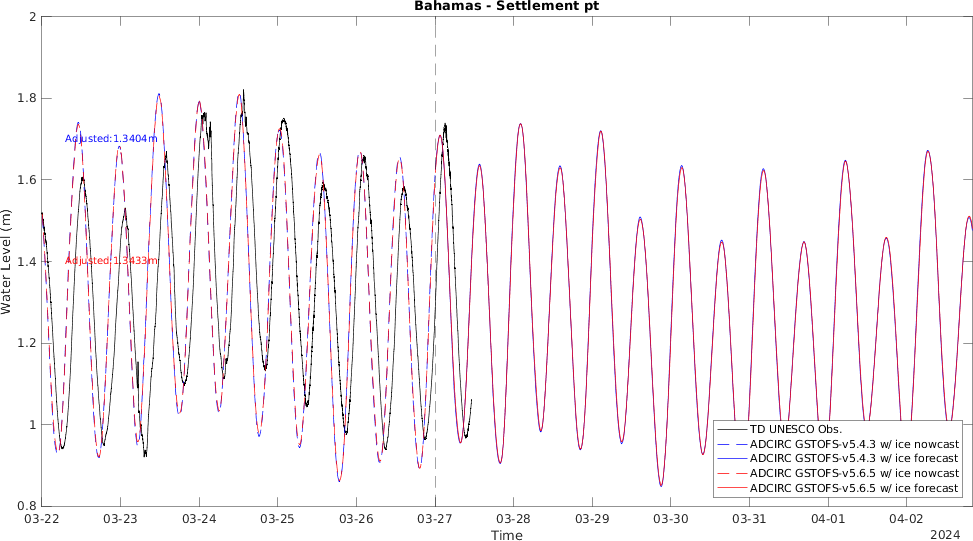 Bahamas - Settlement pt
2
1.8
1.6
1.4
1.2
1
0.8
Water Level (m)
Adjusted:1.3404m
Adjusted:1.3433m
TD UNESCO Obs.
ADCIRC GSTOFS-v5.4.3 w/ ice nowcast
ADCIRC GSTOFS-v5.4.3 w/ ice forecast
ADCIRC GSTOFS-v5.6.5 w/ ice nowcast
ADCIRC GSTOFS-v5.6.5 w/ ice forecast
03-22 03-23 03-24 03-25 03-26 03-27 03-28 03-29 03-30 03-31 04-01 04-02
Time
2024